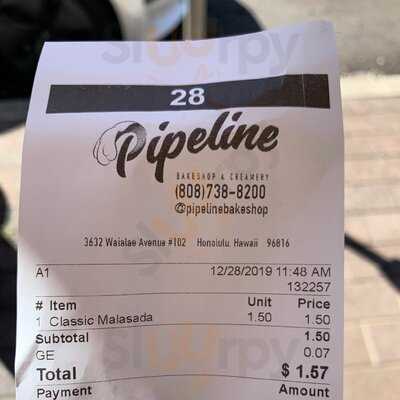 28
Pipeline
BAKESHOP & CREAMERY
(808)738-8200
@pipelinebakeshop
3632 Waialae Avenue #102 Honolulu, Hawaii 96816
A1 12/28/2019 11:48 AM
132257
# Item Unit Price
1 Classic Malasada 1.50 1.50
Subtotal 1.50
GE 0.07
Total $ 1.57
Payment Amount